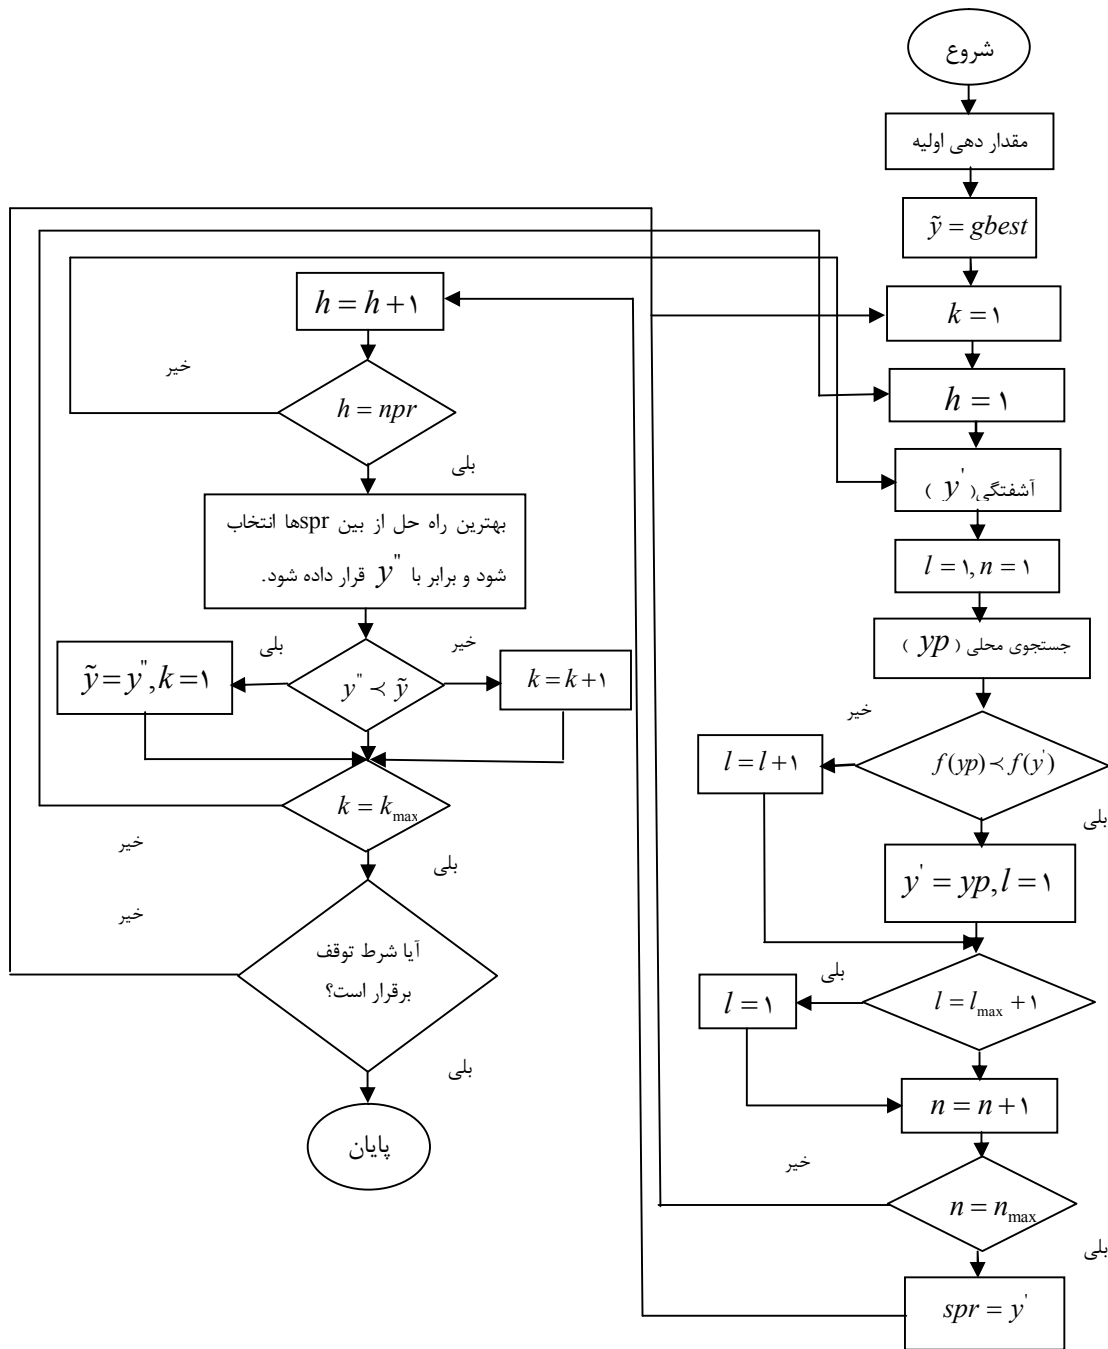 شروع
مقدار دهی اولیه
ỹ = gbest
k = ۱
h = ۱
آشفتگی( y' )
l = ۱, n = ۱
جستجوی محلی ( yp )
f(yp) ≺ f(y')
خیر
l = l + ۱
بلی
y' = yp, l = ۱
l = l_max + ۱
بلی
l = ۱
n = n + ۱
n = n_max
خیر
بلی
spr = y'
h = h + ۱
h = npr
خیر
بلی
بهترین راه حل از بین sprها انتخاب
شود و برابر با y" قرار داده شود.
y" ≺ ỹ
خیر
k = k + ۱
بلی
ỹ = y", k = ۱
k = k_max
خیر
بلی
آیا شرط توقف
برقرار است؟
خیر
بلی
پایان